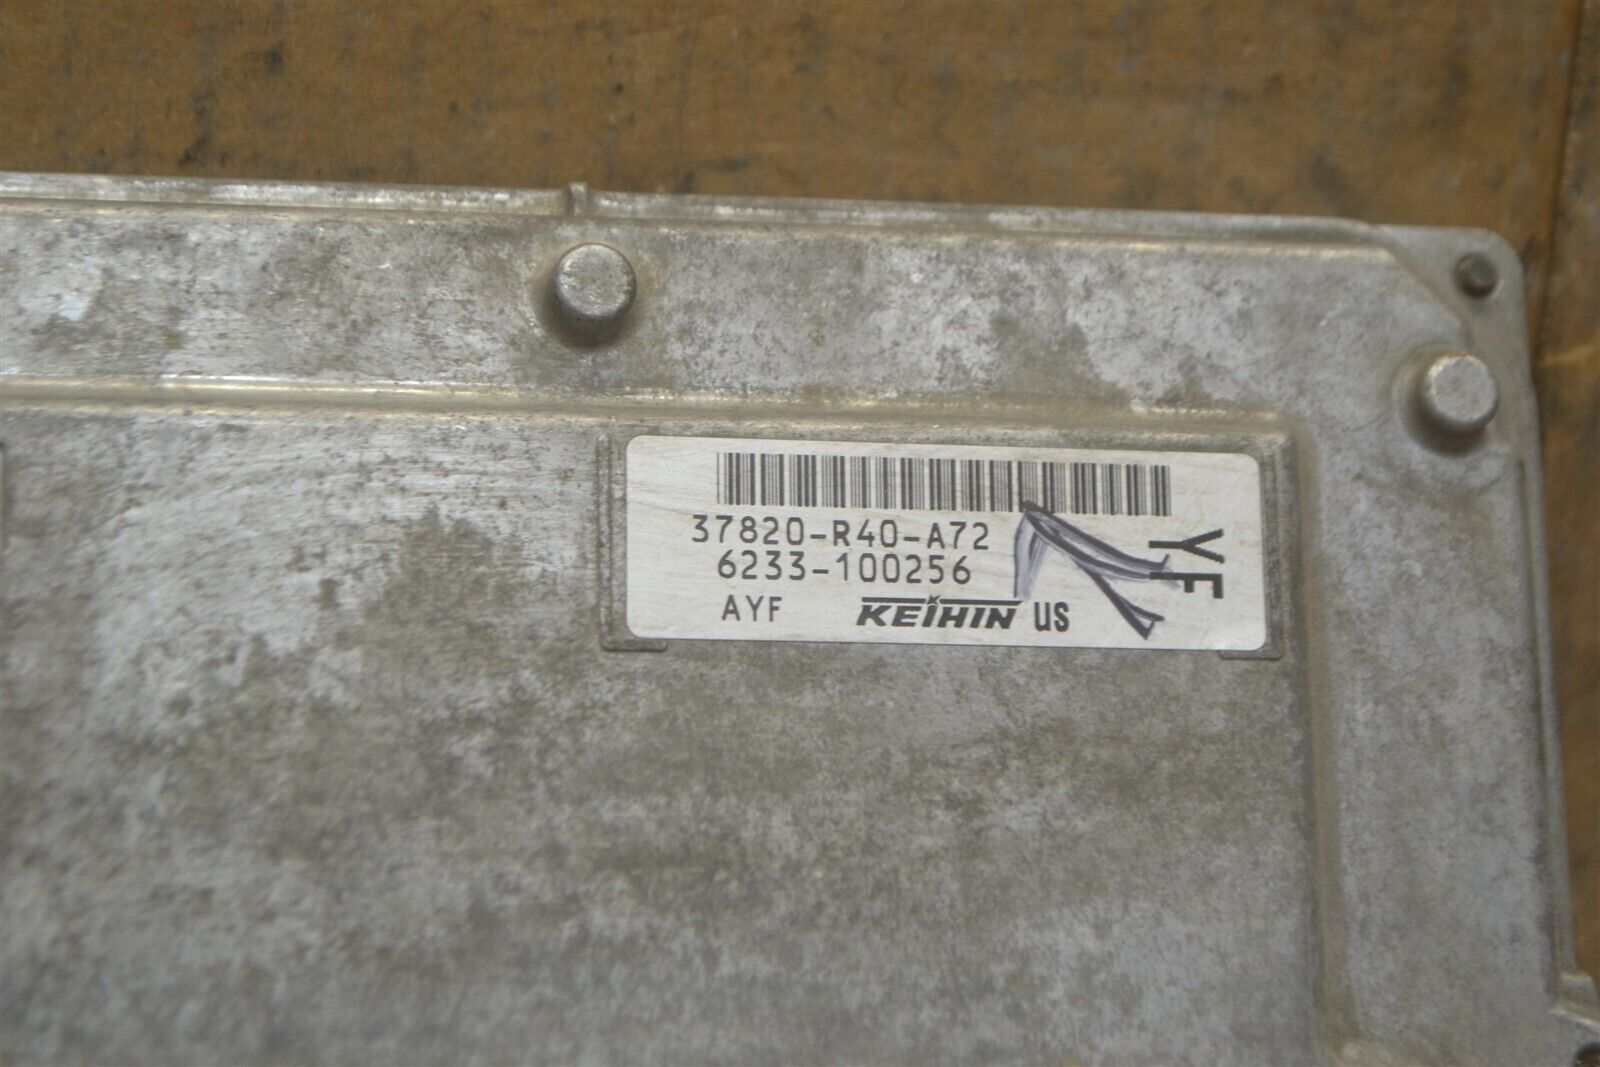 37820-R40-A72
6233-100256
AYF KEIHIN US
YF